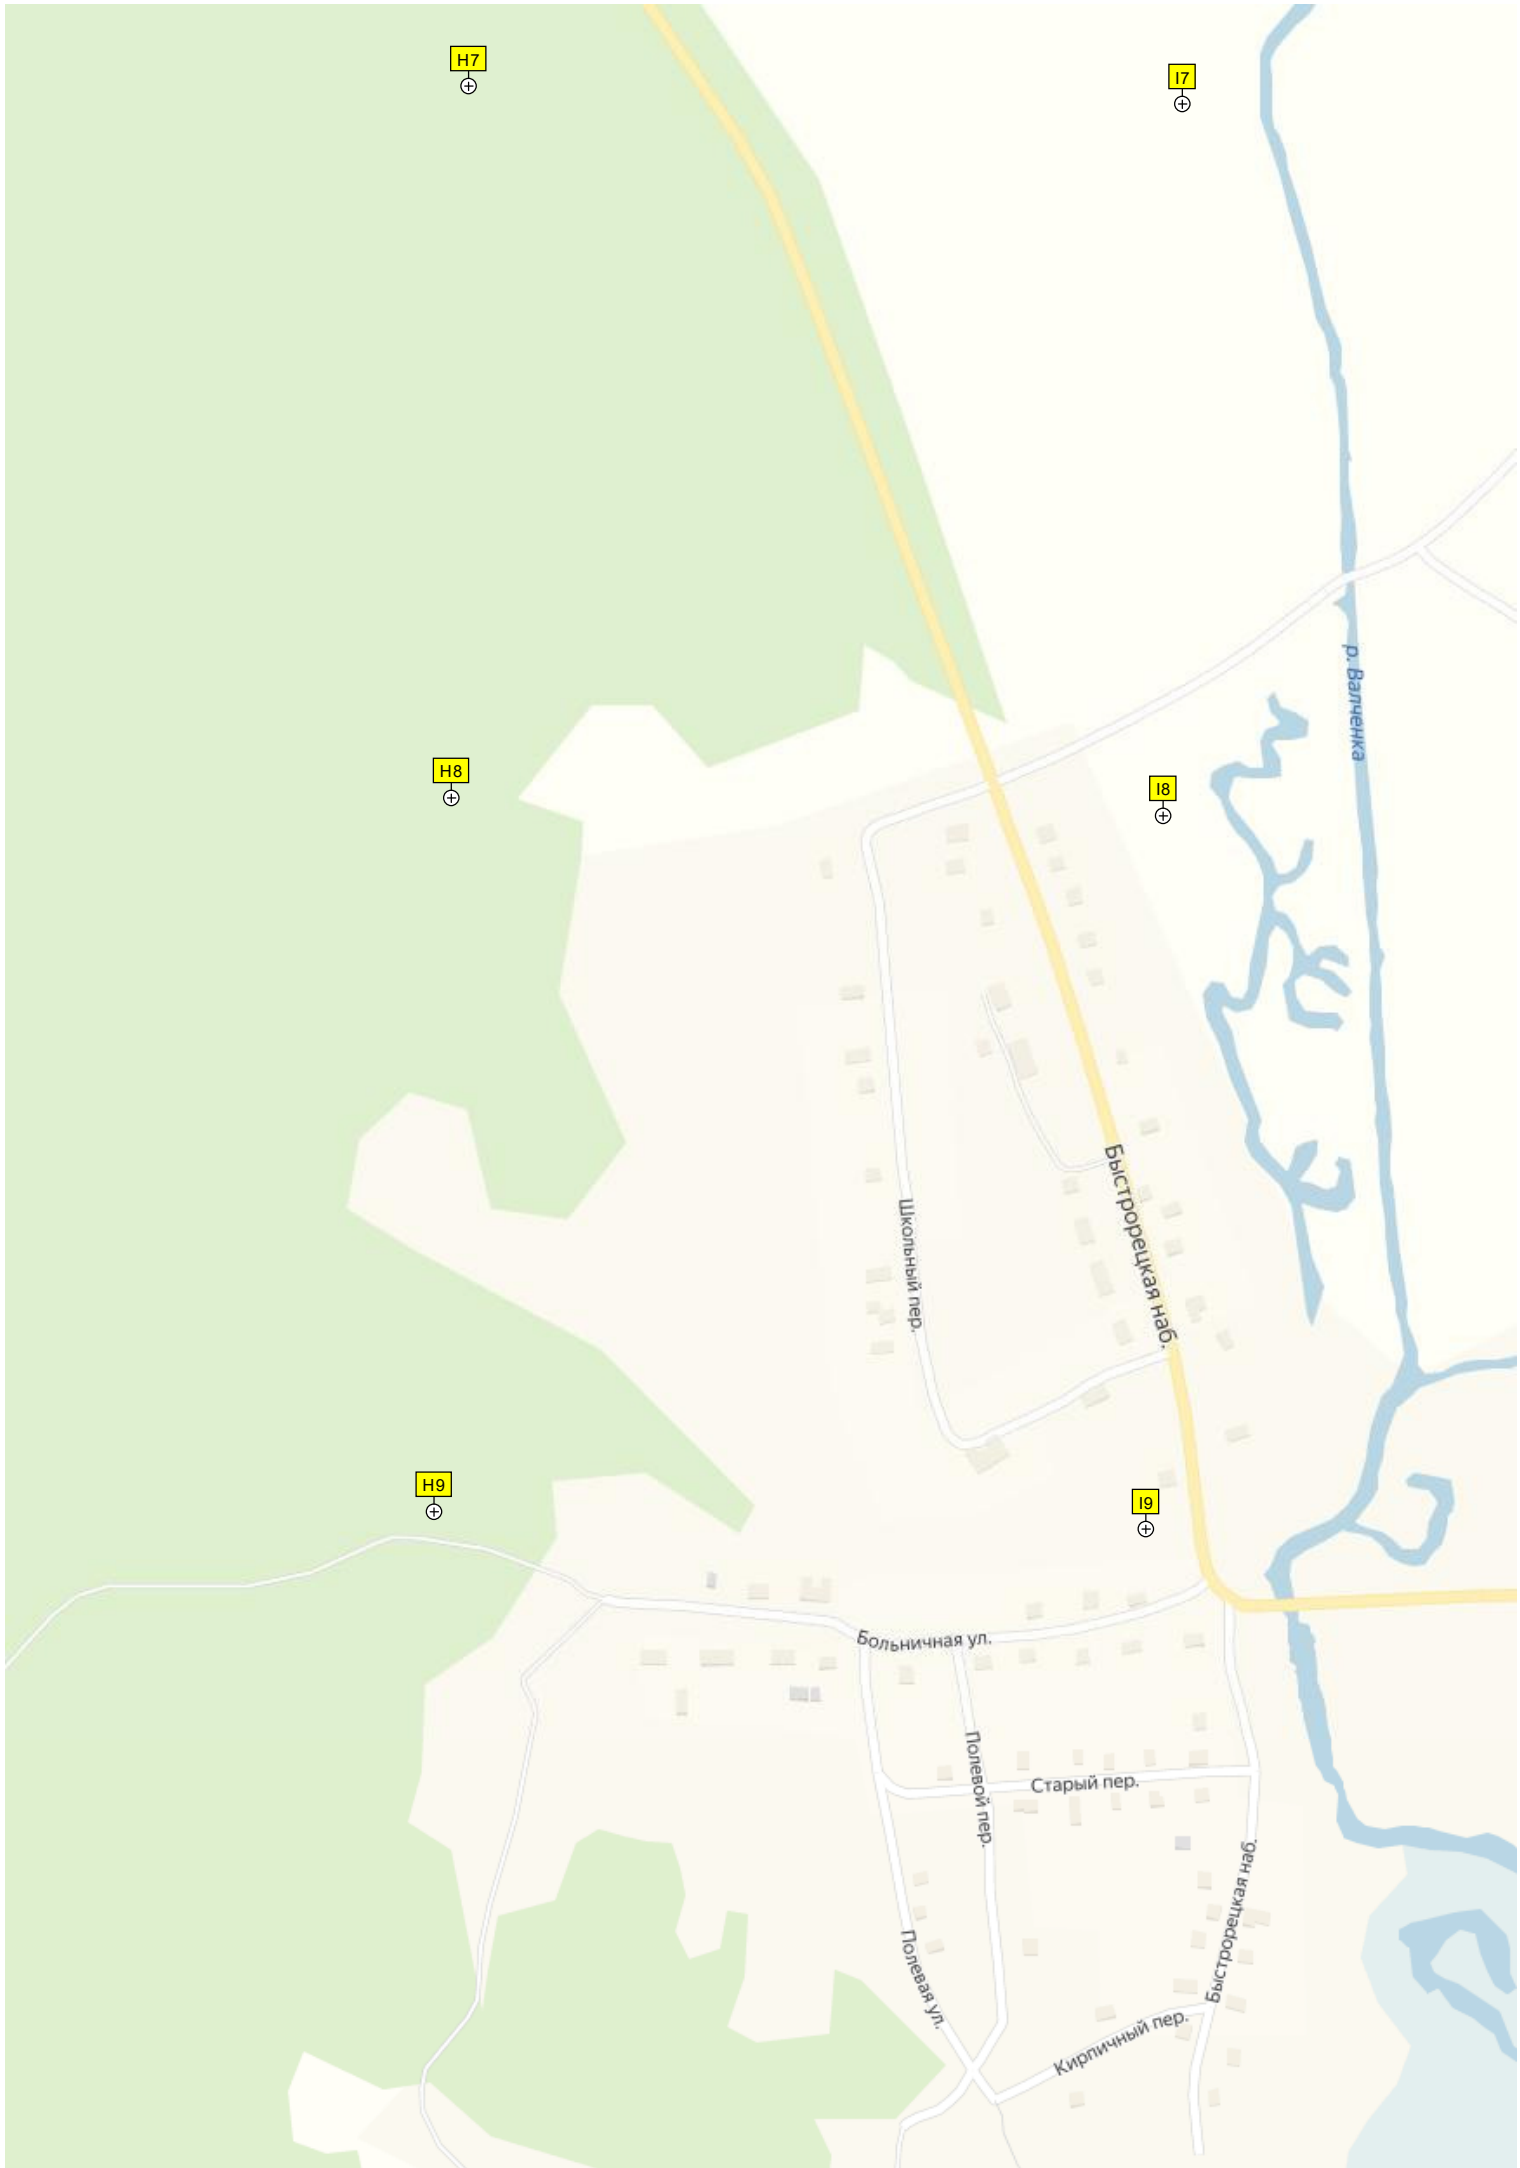 H7
I7
р. Валченка
H8
I8
Быстрорецкая наб.
Школьный пер.
H9
I9
Больничная ул.
Полевой пер.
Старый пер.
Быстрорецкая наб.
Полевая ул.
Кирпичный пер.